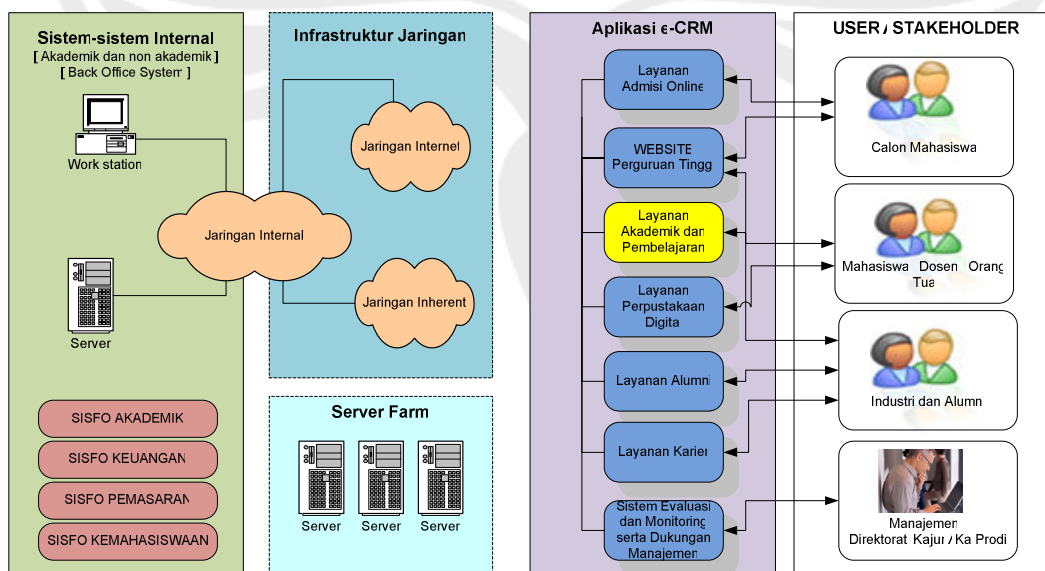 Sistem-sistem Internal
[ Akademik dan non akademik ]
[ Back Office System ]
Work station
Server
SISFO AKADEMIK
SISFO KEUANGAN
SISFO PEMASARAN
SISFO KEMAHASISWAAN
Infrastruktur Jaringan
Jaringan Internet
Jaringan Internal
Jaringan Inherent
Server Farm
Server
Server
Server
Aplikasi e-CRM
Layanan
Admisi Online
WEBSITE
Perguruan Tingg
Layanan
Akademik dan
Pembelajaran
Layanan
Perpustakaan
Digita
Layanan Alumni
Layanan Karier
Sistem Evaluasi
dan Monitoring
serta Dukungan
Manajemen
USER / STAKEHOLDER
Calon Mahasiswa
Mahasiswa Dosen Orang
Tua
Industri dan Alumn
Manajemen
Direktorat Kajur / Ka Prodi